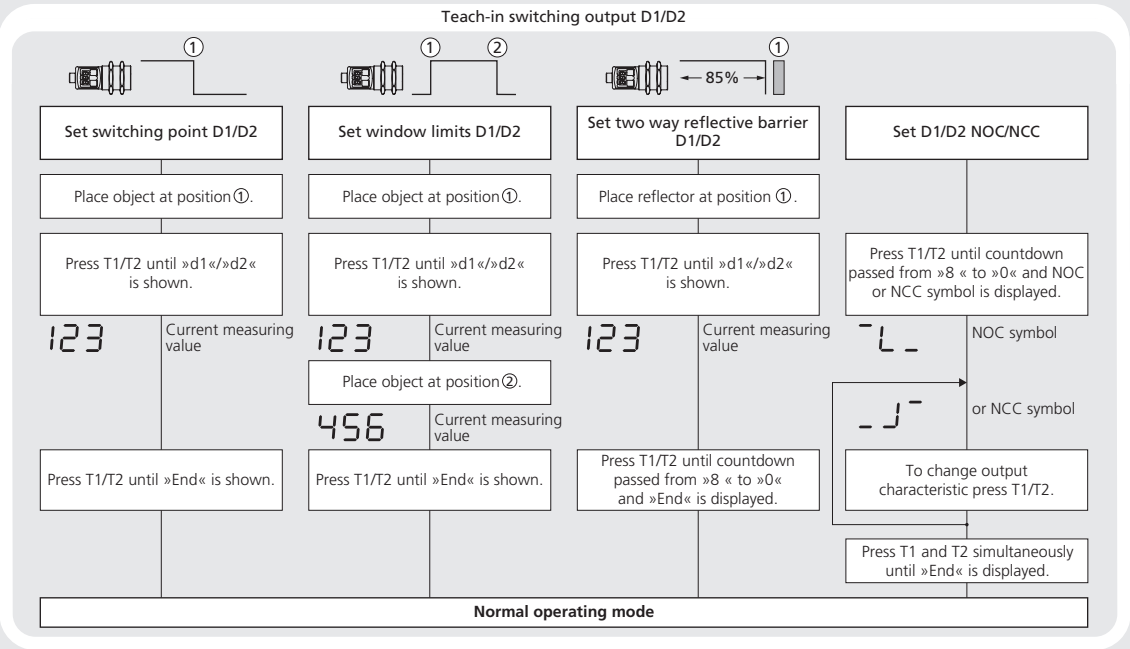 Teach-in switching output D1/D2
①
Set switching point D1/D2
Place object at position①.
Press T1/T2 until »d1«/»d2«
is shown.
123
Current measuring
value
Press T1/T2 until »End« is shown.
① ②
Set window limits D1/D2
Place object at position①.
Press T1/T2 until »d1«/»d2«
is shown.
123
Current measuring
value
Place object at position②.
456
Current measuring
value
Press T1/T2 until »End« is shown.
①
85%
Set two way reflective barrier
D1/D2
Place reflector at position ①.
Press T1/T2 until »d1«/»d2«
is shown.
123
Current measuring
value
Press T1/T2 until countdown
passed from »8 « to »0«
and »End« is displayed.
Set D1/D2 NOC/NCC
Press T1/T2 until countdown
passed from »8 « to »0« and NOC
or NCC symbol is displayed.
NOC symbol
or NCC symbol
To change output
characteristic press T1/T2.
Press T1 and T2 simultaneously
until »End« is displayed.
Normal operating mode